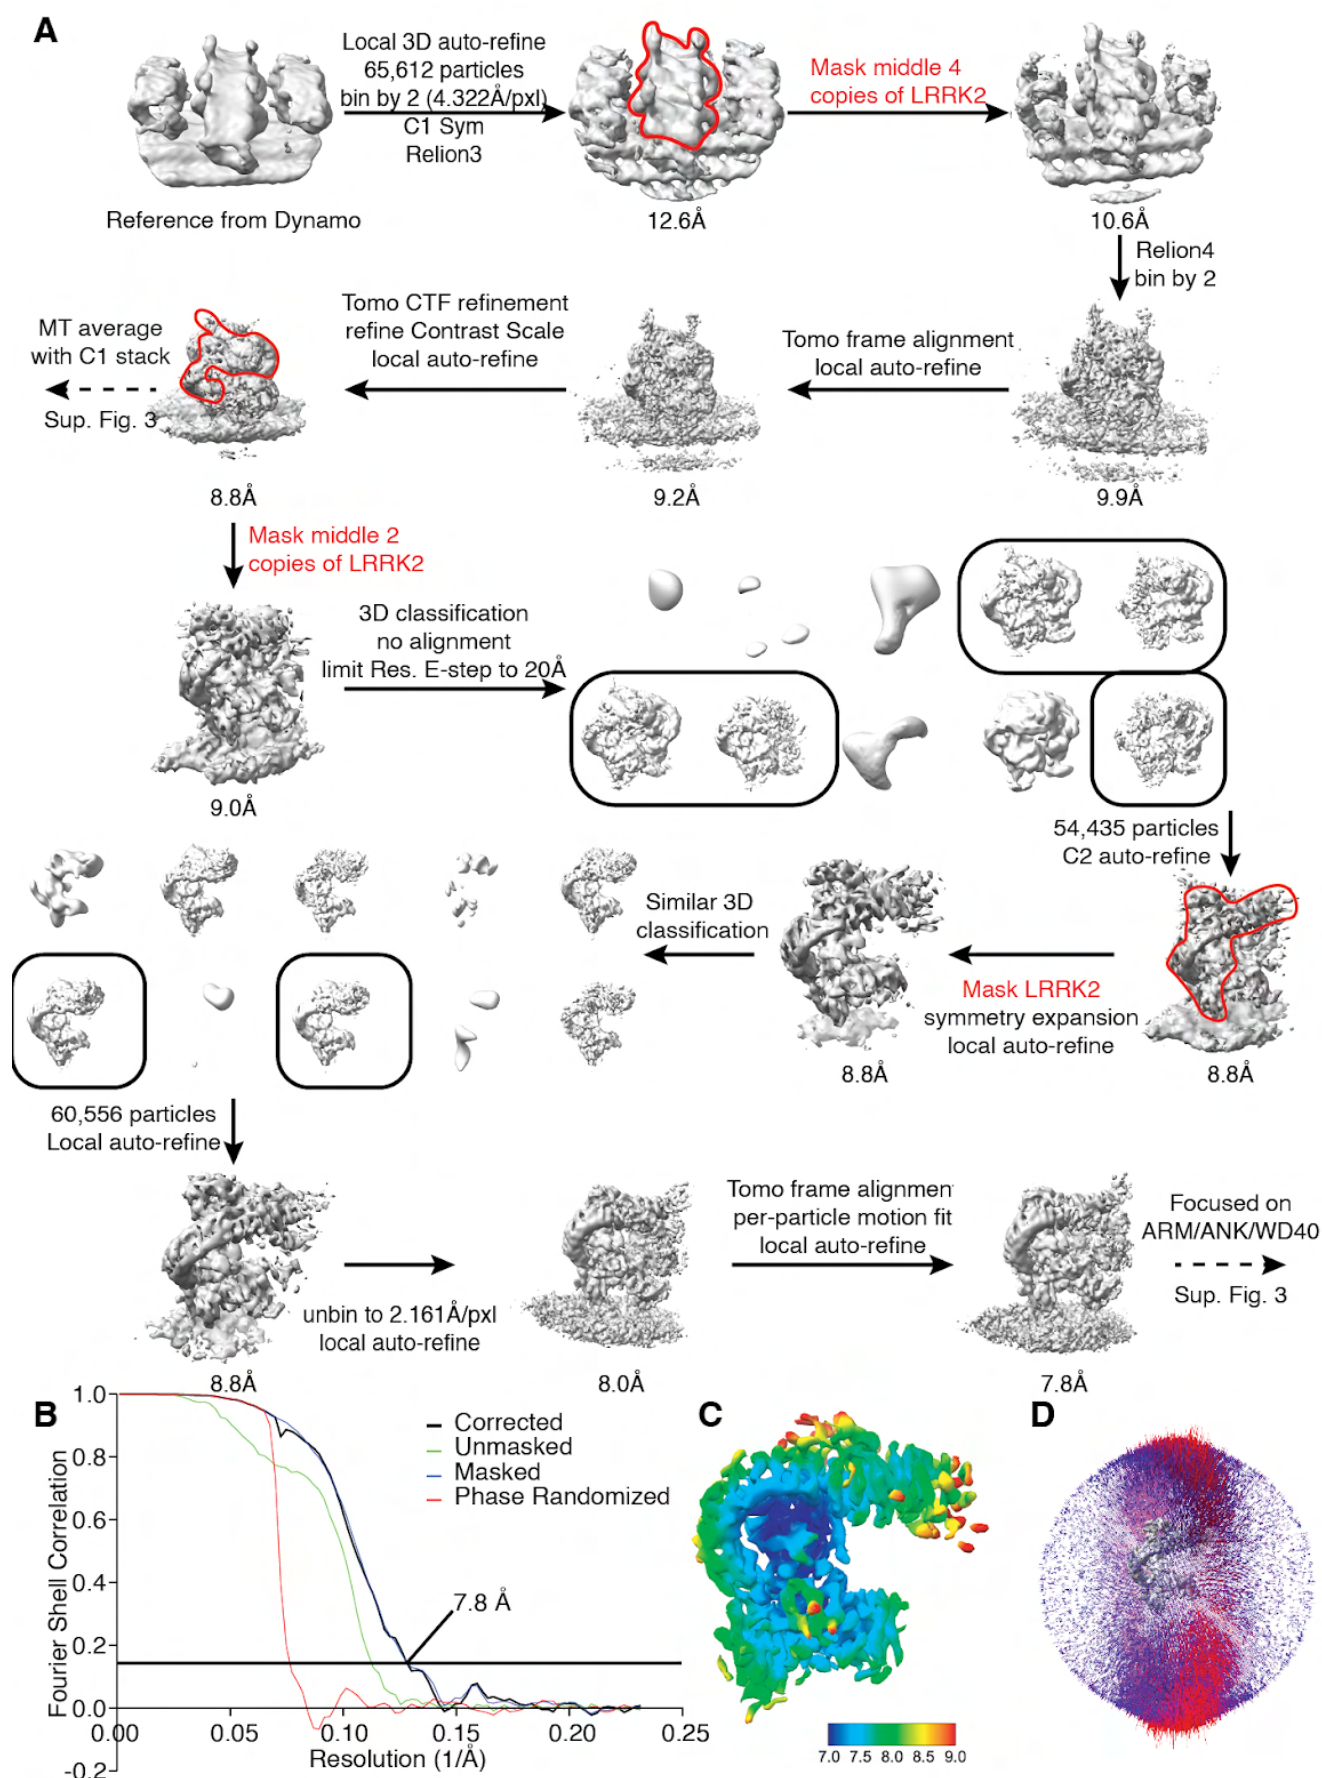 A
Local 3D auto-refine
65,612 particles
bin by 2 (4.322Å/pxl)
C1 Sym
Relion3
Mask middle 4
copies of LRRK2
Reference from Dynamo
12.6Å
10.6Å
Relion4
bin by 2
MT average
with C1 stack
Sup. Fig. 3
Tomo CTF refinement
refine Contrast Scale
local auto-refine
Tomo frame alignment
local auto-refine
8.8Å
9.2Å
9.9Å
Mask middle 2
copies of LRRK2
3D classification
no alignment
limit Res. E-step to 20Å
9.0Å
54,435 particles
C2 auto-refine
Similar 3D
classification
Mask LRRK2
symmetry expansion
local auto-refine
8.8Å
8.8Å
60,556 particles
Local auto-refine
unbin to 2.161Å/pxl
local auto-refine
Tomo frame alignmen
per-particle motion fit
local auto-refine
Focused on
ARM/ANK/WD40
Sup. Fig. 3
8.8Å
8.0Å
7.8Å
B
Fourier Shell Correlation
1.0
0.8
0.6
0.4
0.2
0.0
-0.2
Corrected
Unmasked
Masked
Phase Randomized
7.8 Å
0.00
0.05
0.10
0.15
0.20
0.25
Resolution (1/Å)
C
7.0 7.5 8.0 8.5 9.0
D